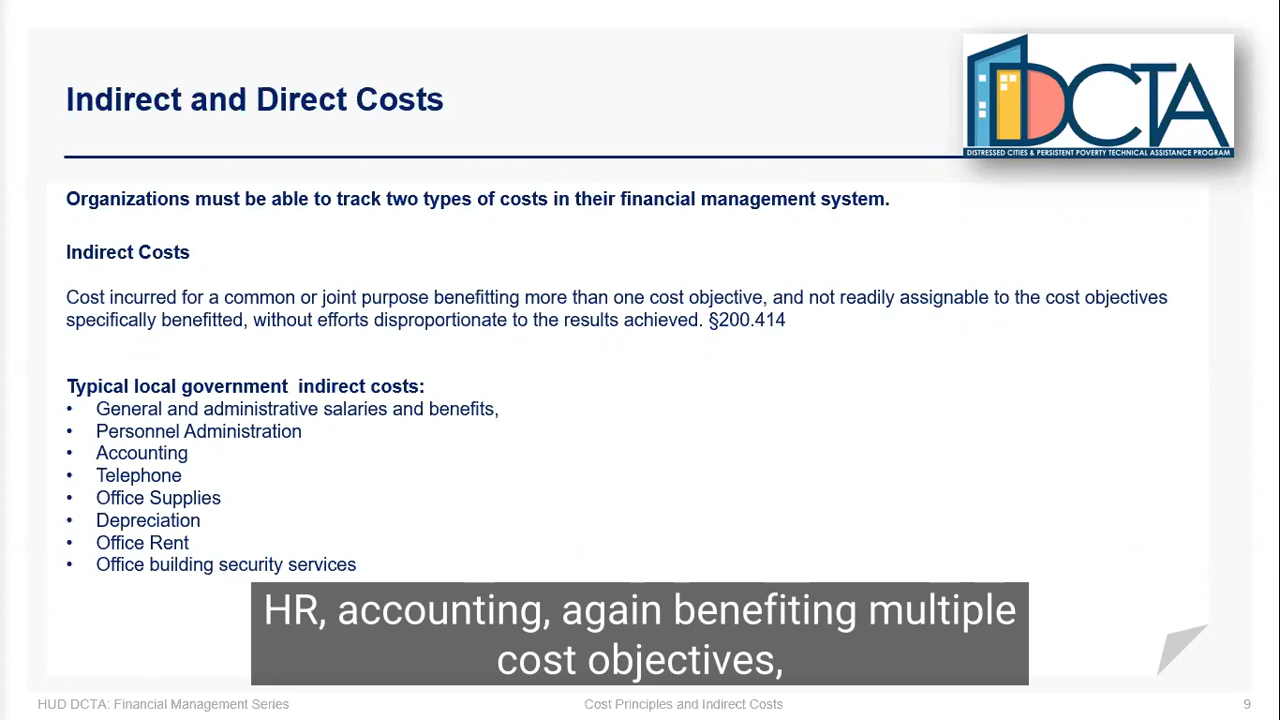 Indirect and Direct Costs
DCTA
DISTRESSED CITIES & PERSISTENT POVERTY TECHNICAL ASSISTANCE PROGRAM
Organizations must be able to track two types of costs in their financial management system.
Indirect Costs
Cost incurred for a common or joint purpose benefitting more than one cost objective, and not readily assignable to the cost objectives
specifically benefitted, without efforts disproportionate to the results achieved. §200.414
Typical local government  indirect costs:
• General and administrative salaries and benefits,
• Personnel Administration
• Accounting
• Telephone
• Office Supplies
• Depreciation
• Office Rent
• Office building security services
HR, accounting, again benefiting multiple
cost objectives,
HUD DCTA: Financial Management Series
Cost Principles and Indirect Costs
9